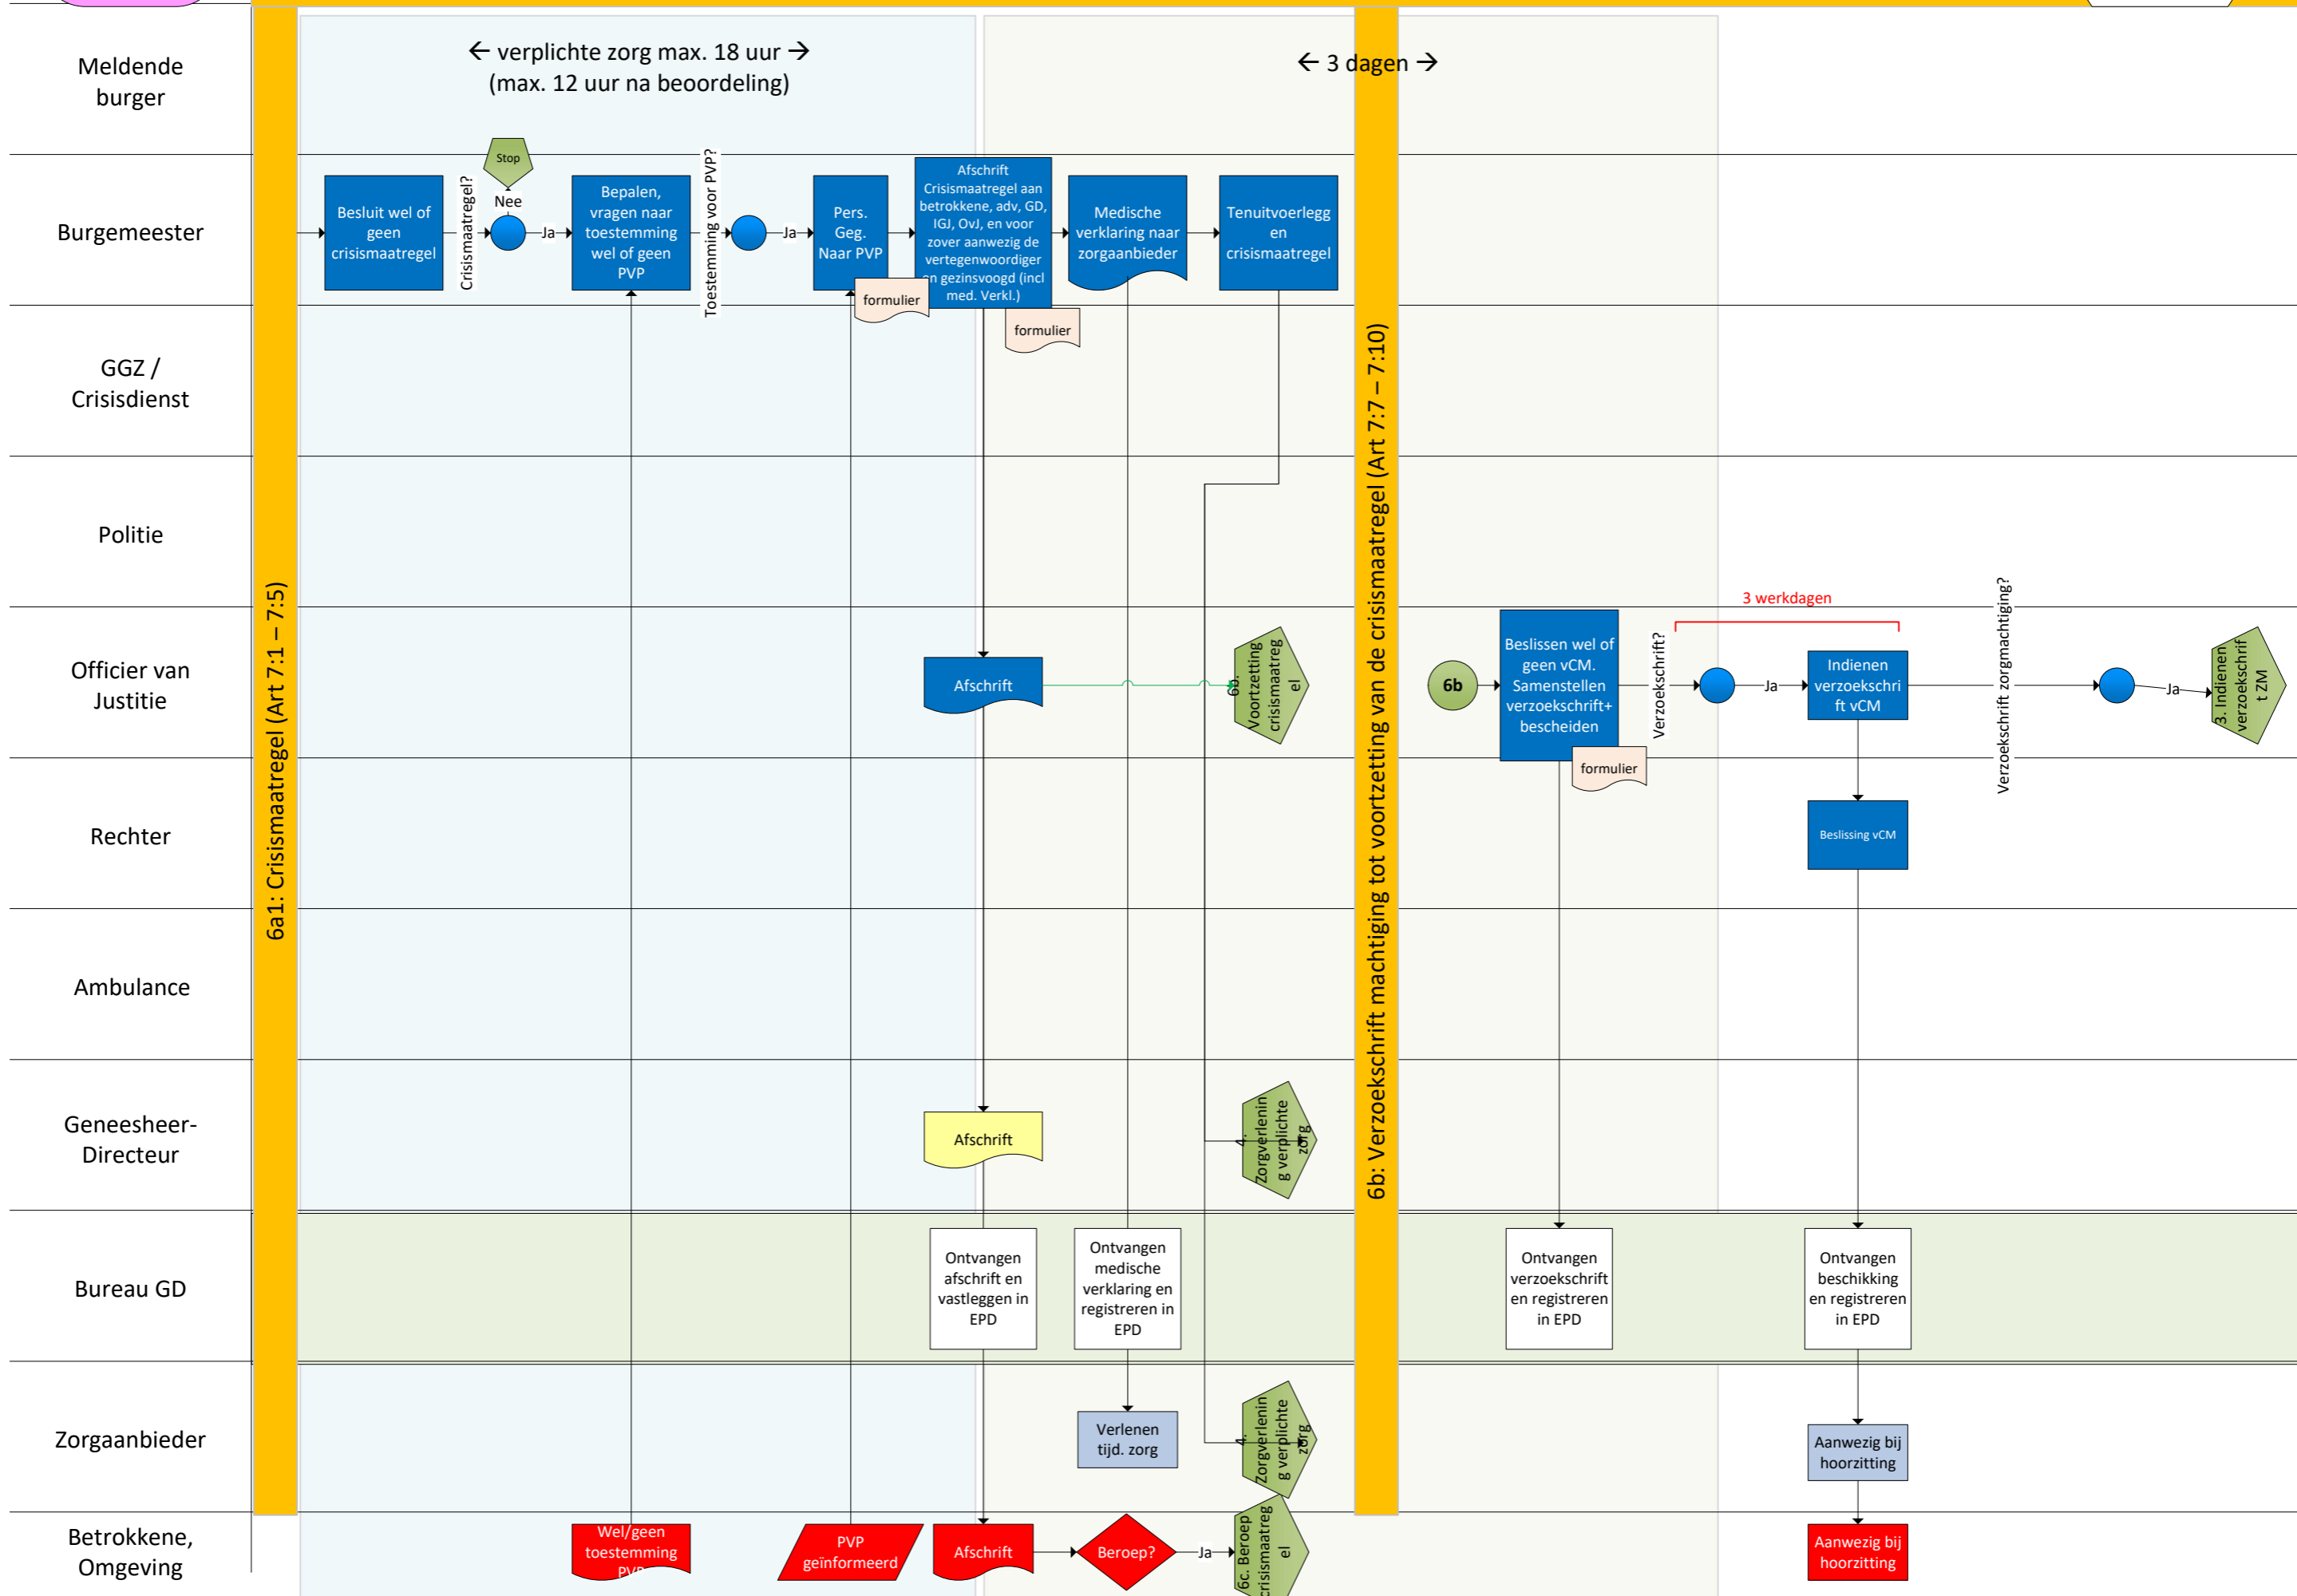 ← verplichte zorg max. 18 uur →
(max. 12 uur na beoordeling)
← 3 dagen →
Meldende
burger
Burgemeester
GGZ /
Crisisdienst
Politie
Officier van
Justitie
Rechter
Ambulance
Geneesheer-
Directeur
Bureau GD
Zorgaanbieder
Betrokkene,
Omgeving
6a1: Crisismaatregel (Art 7:1 – 7:5)
Besluit wel of
geen
crisismaatregel
Crisismaatregel?
Stop
Nee
Ja
Bepalen,
vragen naar
toestemming
wel of geen
PVP
Toestemming voor PVP?
Ja
Pers.
Geg.
Naar PVP
formulier
Afschrift
Crisismaatregel aan
betrokkene, adv, GD,
IGJ, OvJ, en voor
zover aanwezig de
vertegenwoordiger
en gezinsvoogd (incl
med. Verkl.)
formulier
Medische
verklaring naar
zorgaanbieder
Tenuitvoerlegg
en
crisismaatregel
Afschrift
6b.
Voortzetting
crisismaatreg
el
Afschrift
4.
Zorgverlenin
g verplichte
zorg
Ontvangen
afschrift en
vastleggen in
EPD
Ontvangen
medische
verklaring en
registreren in
EPD
Verlenen
tijd. zorg
4.
Zorgverlenin
g verplichte
zorg
Wel/geen
toestemming
PVP
PVP
geïnformeerd
Afschrift
Beroep?
Ja
6c. Beroep
crisismaatreg
el
6b: Verzoekschrift machtiging tot voortzetting van de crisismaatregel (Art 7:7 – 7:10)
6b
Beslissen wel of
geen vCM.
Samenstellen
verzoekschrift+
bescheiden
formulier
Verzoekschrift?
3 werkdagen
Ja
Indienen
verzoekschri
ft vCM
Verzoekschrift zorgmachtiging?
Ja
3. Indienen
verzoekschrif
t ZM
Beslissing vCM
Ontvangen
verzoekschrift
en registreren
in EPD
Ontvangen
beschikking
en registreren
in EPD
Aanwezig bij
hoorzitting
Aanwezig bij
hoorzitting